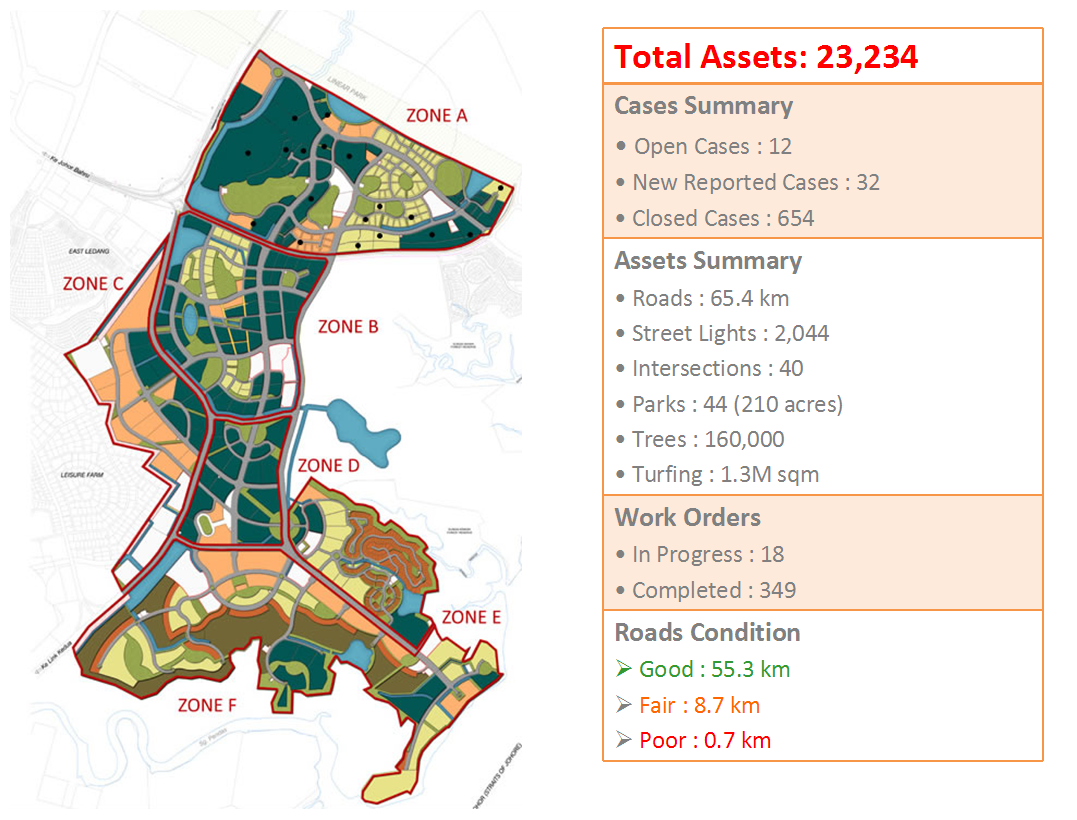 LINEAR PARK
ZONE A
Ke Johor Bahru
EAST LEDANG
ZONE C
ZONE B
LEISURE FARM
ZONE D
ZONE E
Ke Link Kedua
ZONE F
Sg. Pendas
Total Assets: 23,234
Cases Summary
• Open Cases : 12
• New Reported Cases : 32
• Closed Cases : 654
Assets Summary
• Roads : 65.4 km
• Street Lights : 2,044
• Intersections : 40
• Parks : 44 (210 acres)
• Trees : 160,000
• Turfing : 1.3M sqm
Work Orders
• In Progress : 18
• Completed : 349
Roads Condition
➢ Good : 55.3 km
➢ Fair : 8.7 km
➢ Poor : 0.7 km